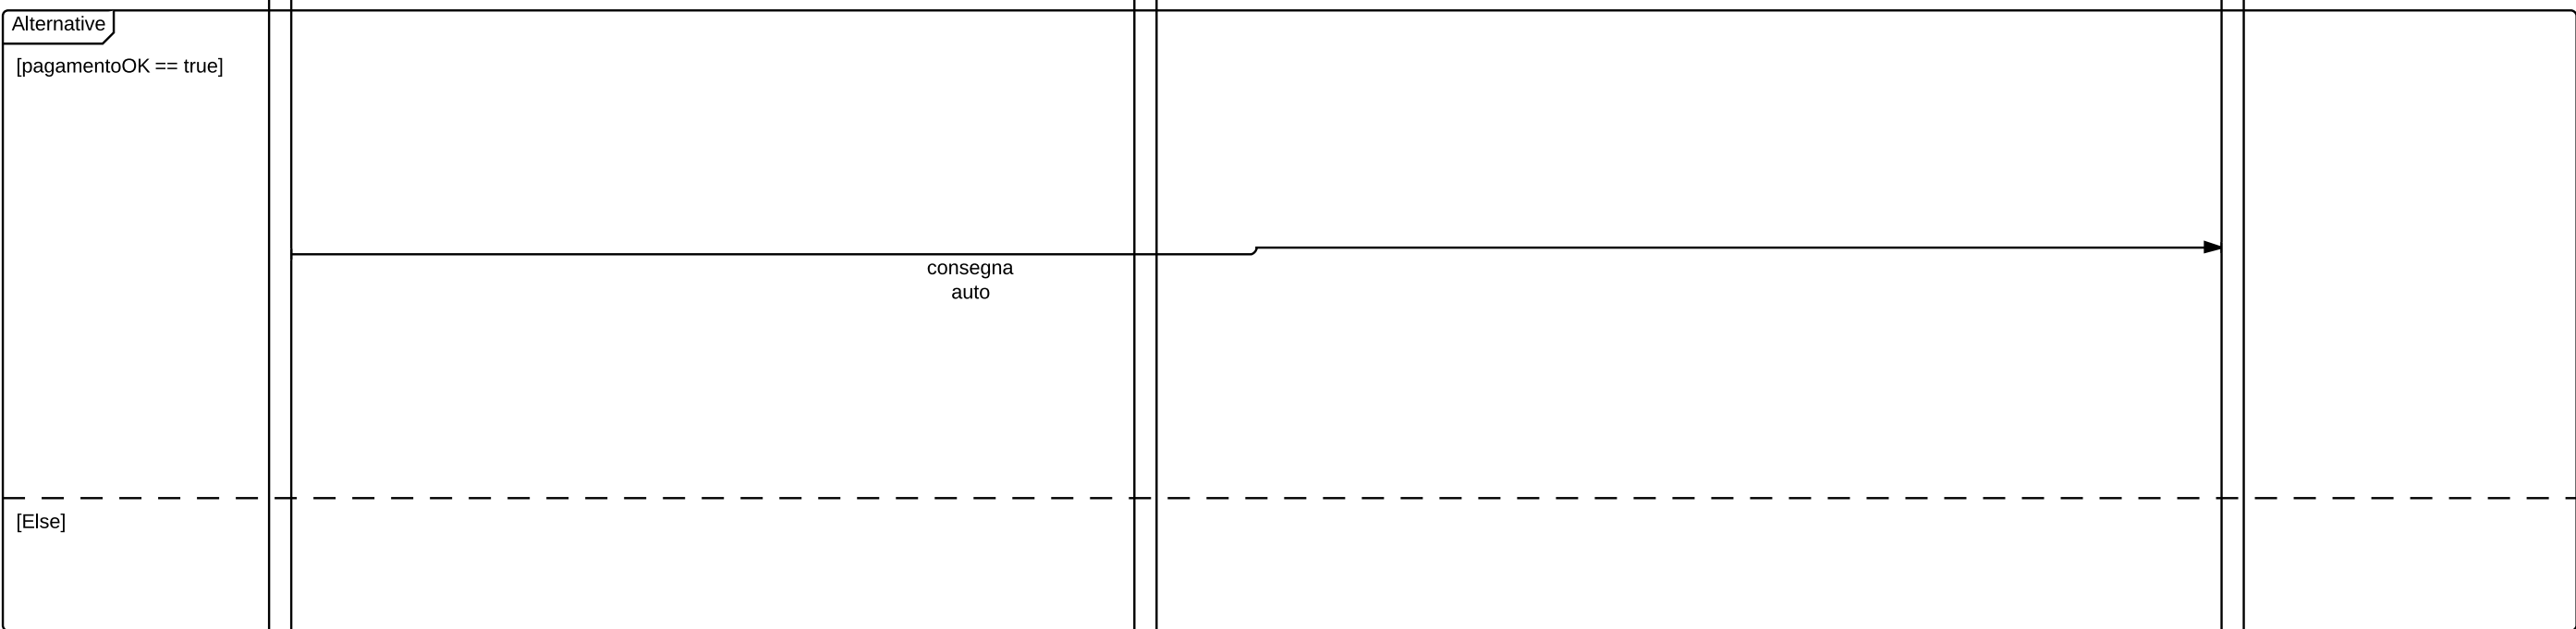 Alternative
[pagamentoOK == true]
consegna
auto
[Else]